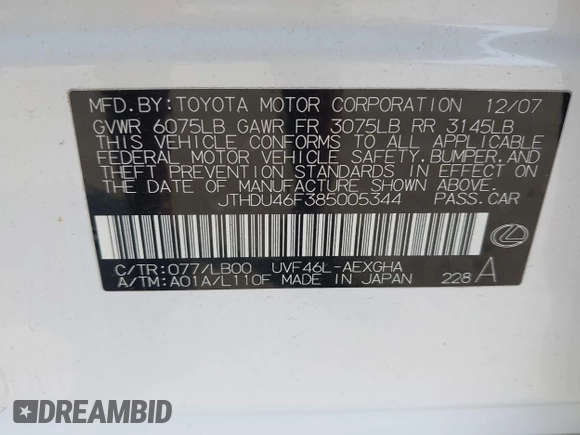 MFD.BY:TOYOTA MOTOR CORPORATION 12/07
GVWR 6075LB GAWR FR 3075LB RR 3145LB
THIS VEHICLE CONFORMS TO ALL APPLICABLE
FEDERAL MOTOR VEHICLE SAFETY,BUMPER,AND
THEFT PREVENTION STANDARDS IN EFFECT ON
THE DATE OF MANUFACTURE SHOWN ABOVE.
JTHDU46F385005344 PASS.CAR
C/TR:077/LB00 UVF46L-AEXGHA
A/TM:A01A/L110F MADE IN JAPAN 228 A
DREAMBID